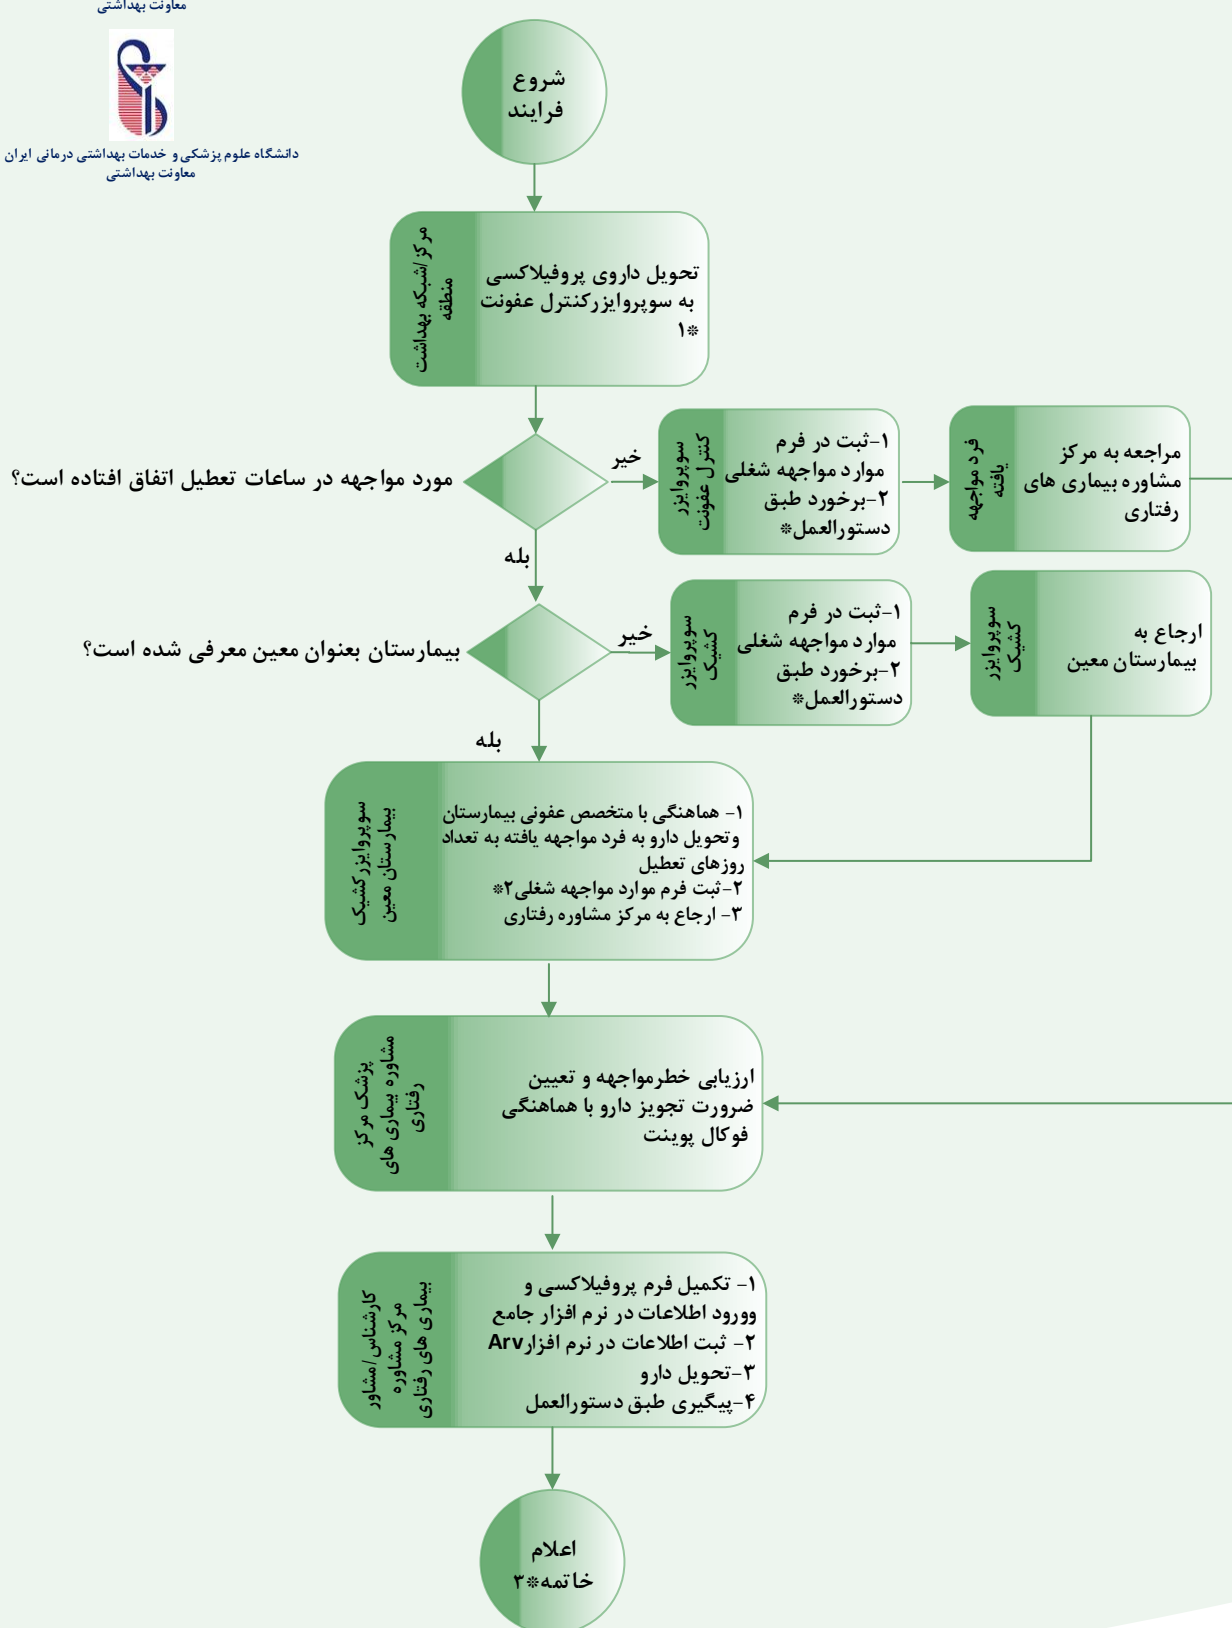 معاونت بهداشتی
دانشگاه علوم پزشکی و خدمات بهداشتی درمانی ایران
معاونت بهداشتی
شروع
فرایند
مرکز/شبکه بهداشت
منطقه
تحویل داروی پروفیلاکسی
به سوپروایزرکنترل عفونت
*۱
مورد مواجهه در ساعات تعطیل اتفاق افتاده است؟
خیر
سوپروایزر
کنترل عفونت
۱-ثبت در فرم
موارد مواجهه شغلی
۲-برخورد طبق
دستورالعمل*
فرد مواجهه
یافته
مراجعه به مرکز
مشاوره بیماری های
رفتاری
بله
بیمارستان بعنوان معین معرفی شده است؟
خیر
سوپروایزر
کشیک
۱-ثبت در فرم
موارد مواجهه شغلی
۲-برخورد طبق
دستورالعمل*
سوپروایزر
کشیک
ارجاع به
بیمارستان معین
بله
سوپروایزرکشیک
بیمارستان معین
۱- هماهنگی با متخصص عفونی بیمارستان
وتحویل دارو به فرد مواجهه یافته به تعداد
روزهای تعطیل
۲-ثبت فرم موارد مواجهه شغلی۲*
۳- ارجاع به مرکز مشاوره رفتاری
پزشک مرکز
مشاوره بیماری های
رفتاری
ارزیابی خطرمواجهه و تعیین
ضرورت تجویز دارو با هماهنگی
فوکال پوینت
کارشناس/مشاور
مرکز مشاوره
بیماری های رفتاری
۱- تکمیل فرم پروفیلاکسی و
وورود اطلاعات در نرم افزار جامع
۲- ثبت اطلاعات در نرم افزارArv
۳-تحویل دارو
۴-پیگیری طبق دستورالعمل
اعلام
خاتمه*۳